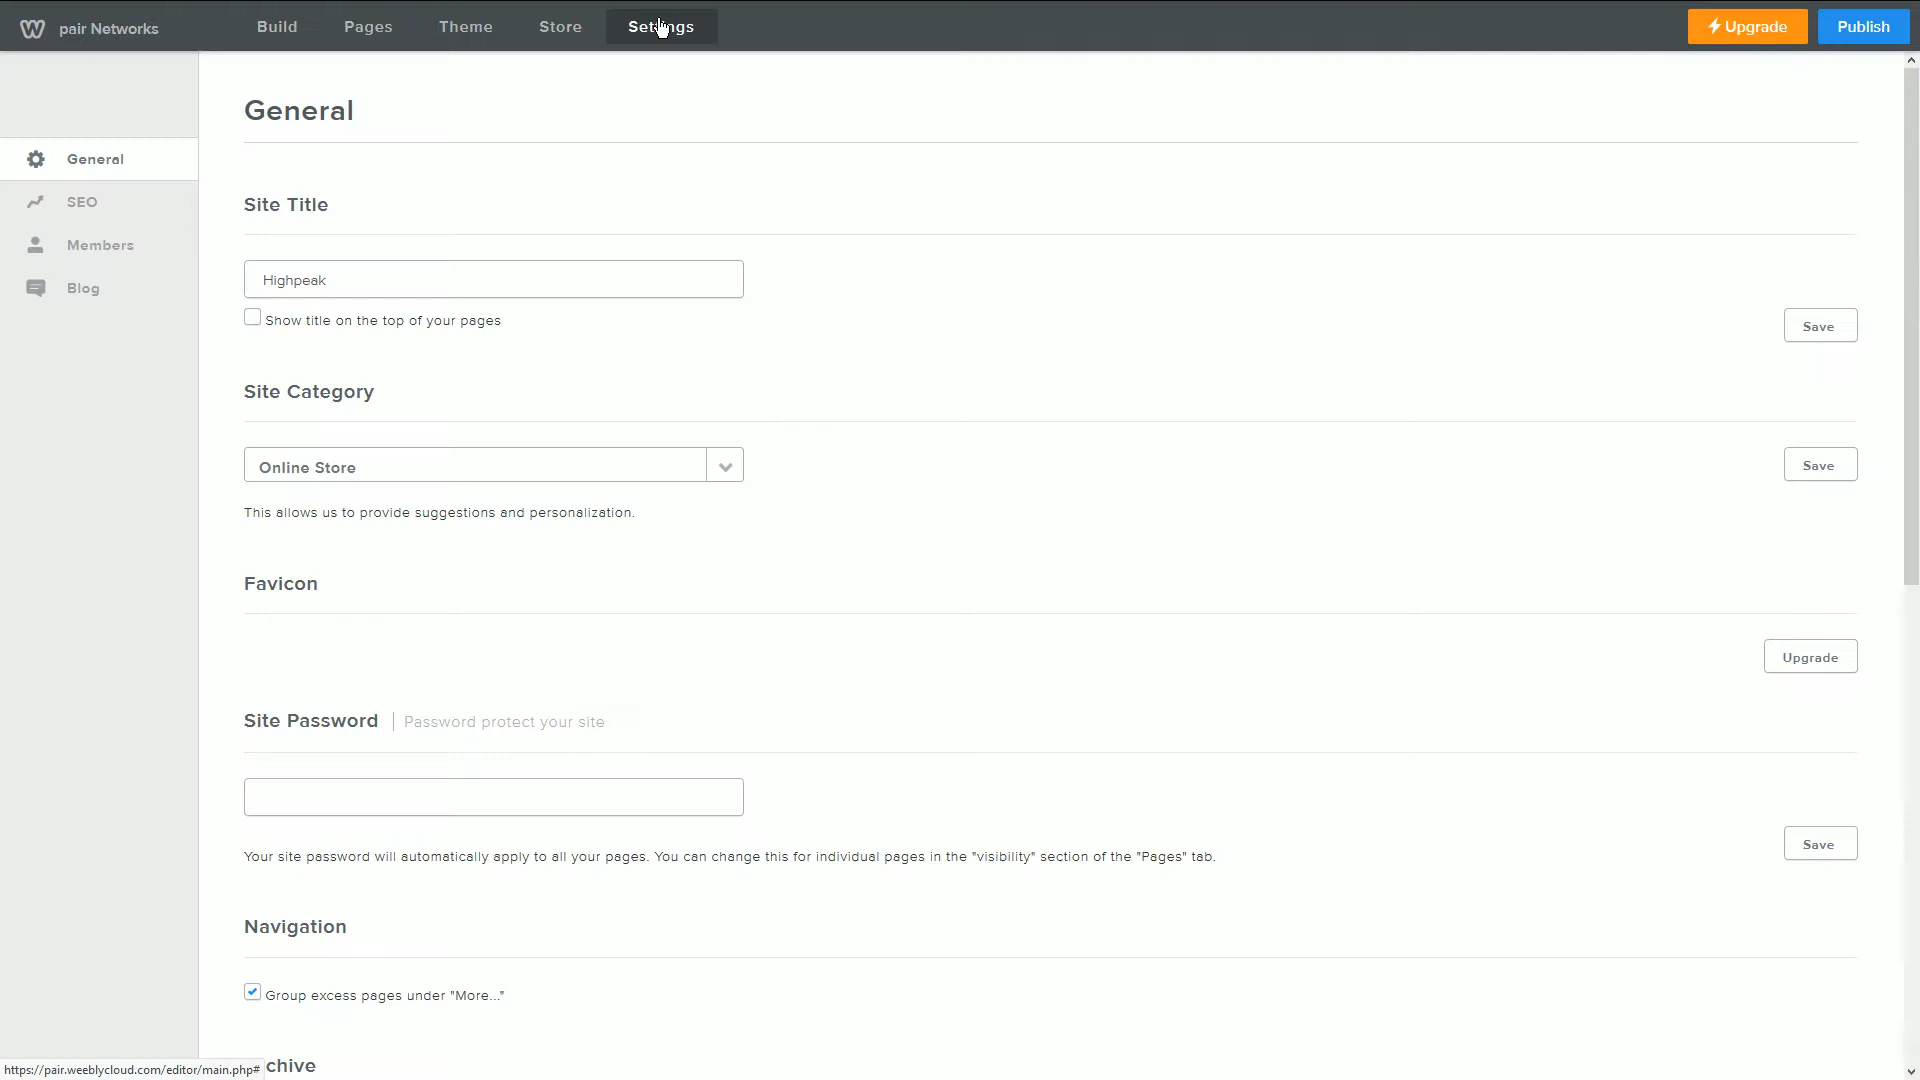 pair Networks
Build
Pages
Theme
Store
Settings
Upgrade
Publish
General
SEO
Members
Blog
General
Site Title
Highpeak
Show title on the top of your pages
Save
Site Category
Online Store
Save
This allows us to provide suggestions and personalization.
Favicon
Upgrade
Site Password
Password protect your site
Your site password will automatically apply to all your pages. You can change this for individual pages in the "visibility" section of the "Pages" tab.
Save
Navigation
Group excess pages under "More..."
chive
https://pair.weeblycloud.com/editor/main.php#